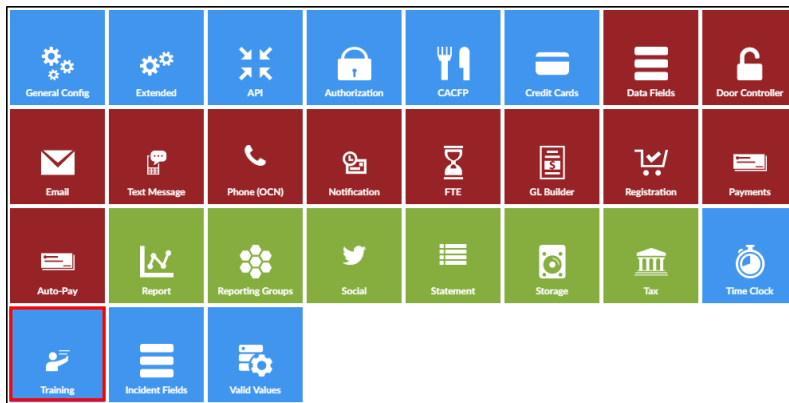 General Config
Extended
API
Authorization
CACFP
Credit Cards
Data Fields
Door Controller
Email
Text Message
Phone (OCN)
Notification
FTE
$
GL Builder
Registration
Payments
Auto-Pay
Report
Reporting Groups
Social
Statement
Storage
Tax
Time Clock
Training
Incident Fields
Valid Values